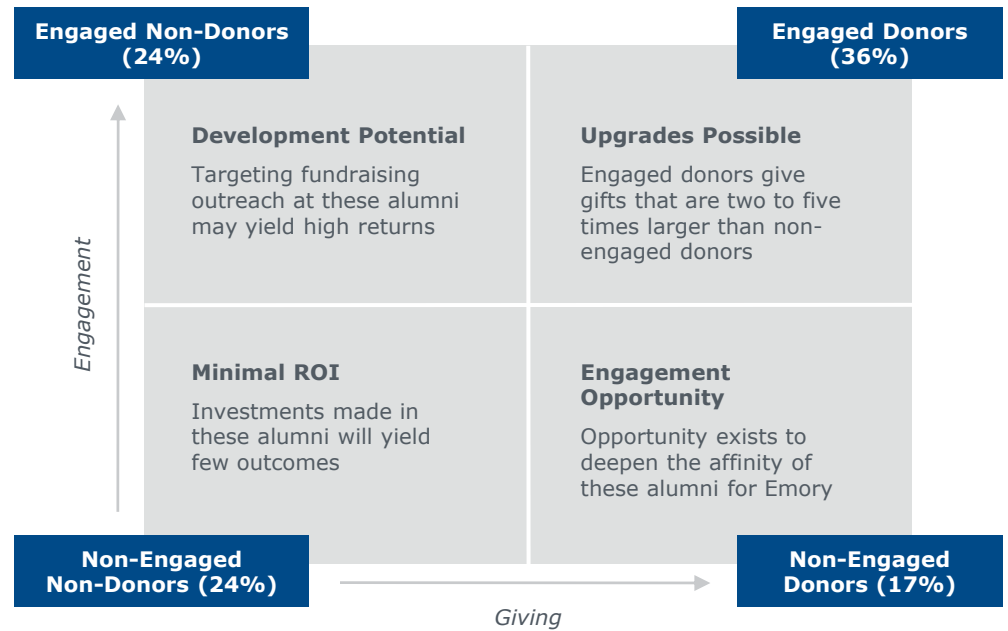 Engaged Non-Donors
(24%)
Engaged Donors
(36%)
Development Potential
Targeting fundraising
outreach at these alumni
may yield high returns
Upgrades Possible
Engaged donors give
gifts that are two to five
times larger than non-
engaged donors
Engagement
Minimal ROI
Investments made in
these alumni will yield
few outcomes
Engagement
Opportunity
Opportunity exists to
deepen the affinity of
these alumni for Emory
Non-Engaged
Non-Donors (24%)
Non-Engaged
Donors (17%)
Giving